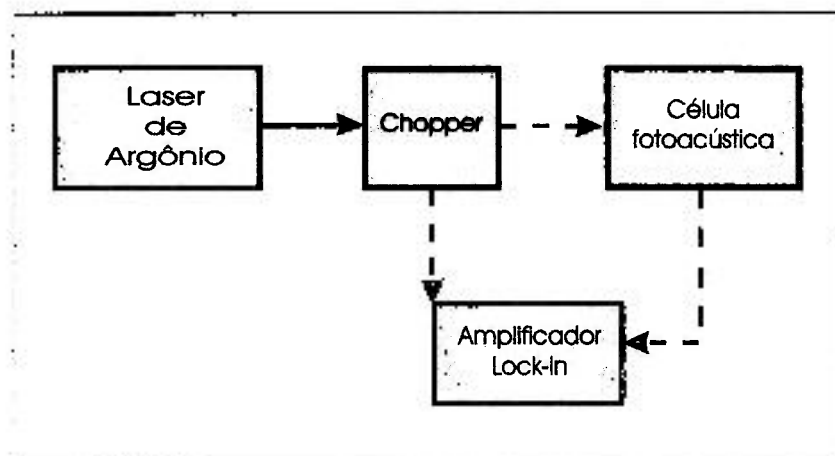 Laser
de
Argônio
Chopper
Célula
fotoacústica
Amplificador
Lock-in